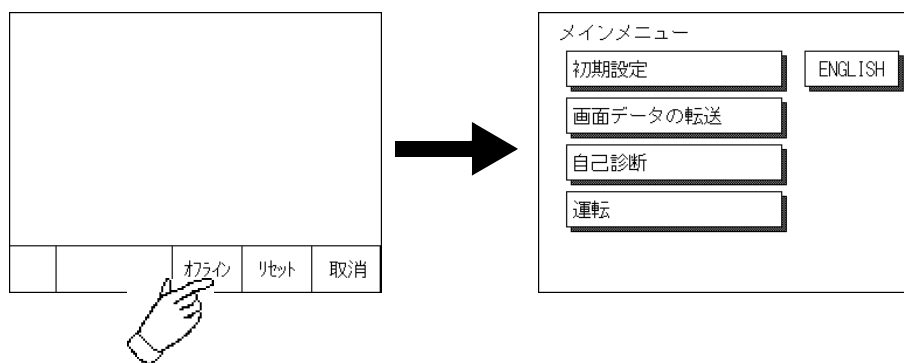 ｵﾌﾗｲﾝ ﾘｾｯﾄ 取消
メインメニュー
初期設定 ENGLISH
画面データの転送
自己診断
運転